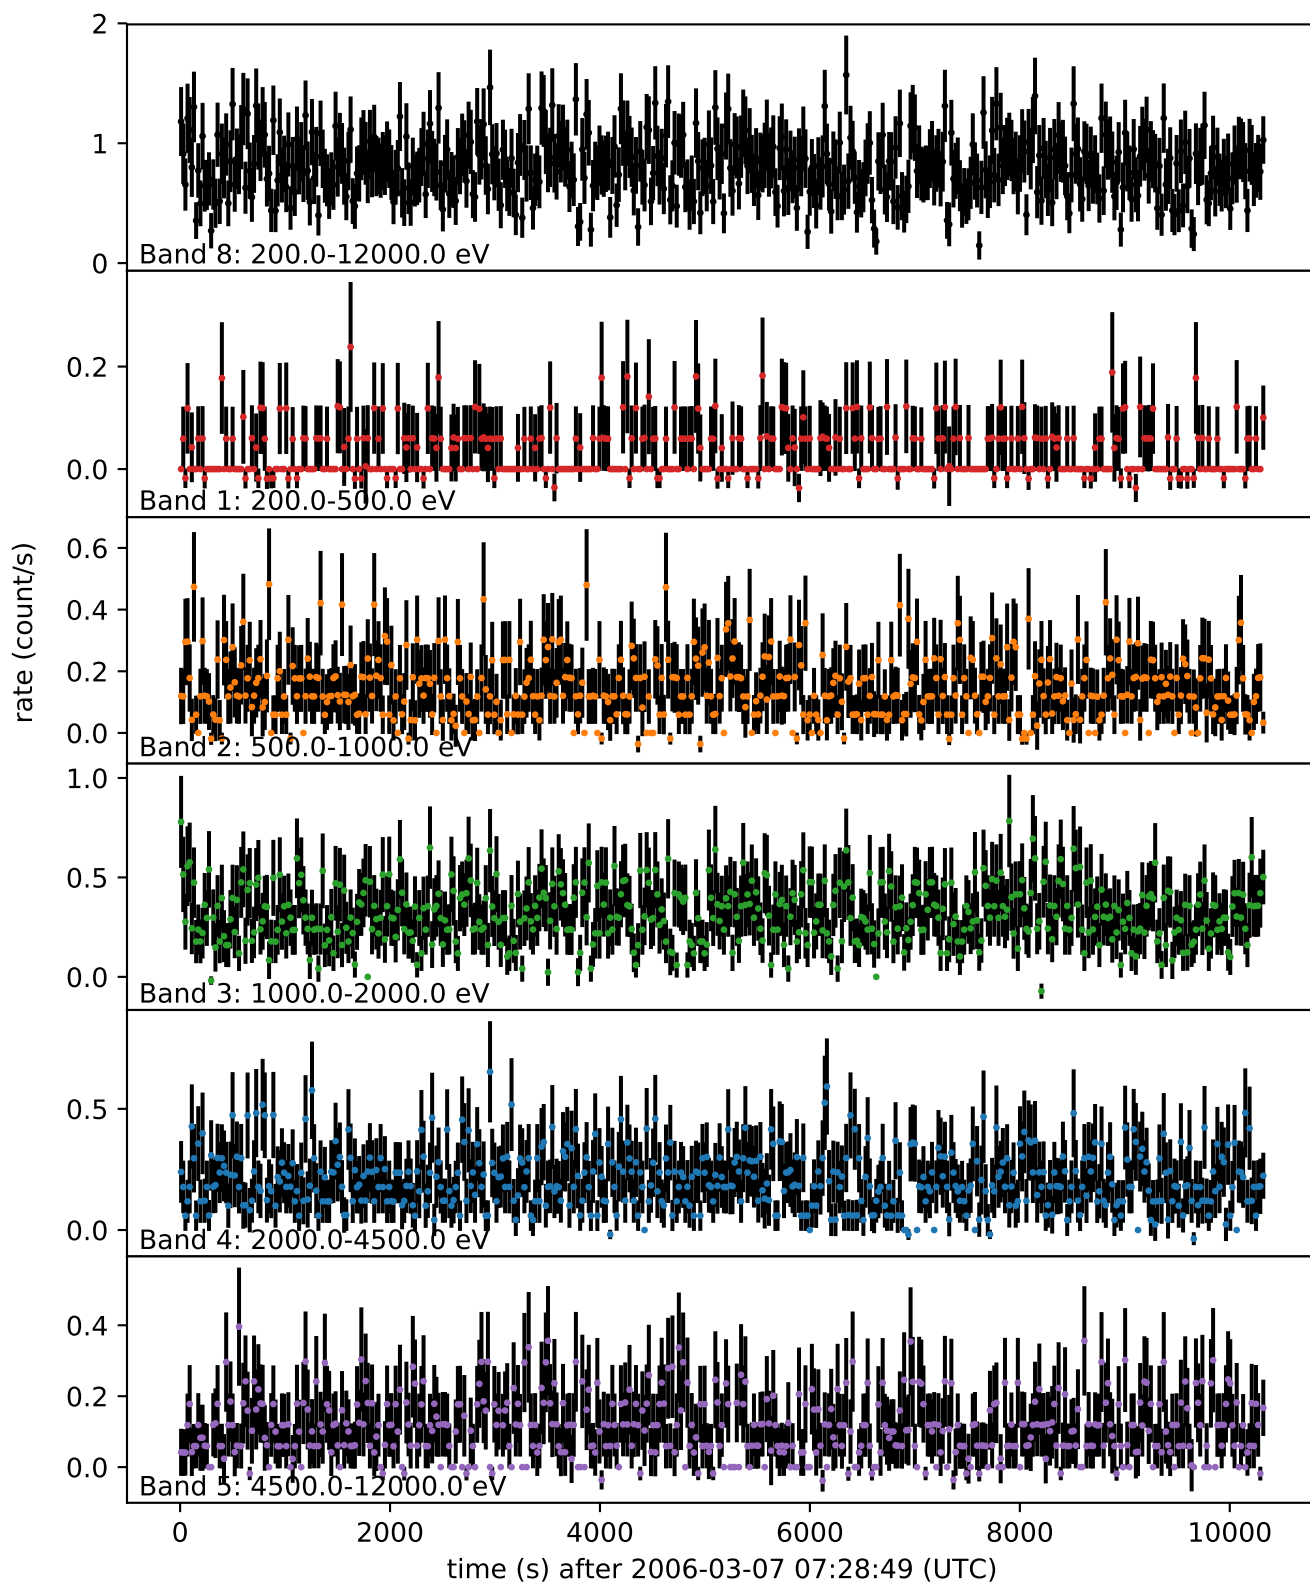 2
1
0
Band 8: 200.0-12000.0 eV
0.2
0.0
Band 1: 200.0-500.0 eV
0.6
0.4
0.2
0.0
Band 2: 500.0-1000.0 eV
rate (count/s)
1.0
0.5
0.0
Band 3: 1000.0-2000.0 eV
0.5
0.0
Band 4: 2000.0-4500.0 eV
0.4
0.2
0.0
Band 5: 4500.0-12000.0 eV
0 2000 4000 6000 8000 10000
time (s) after 2006-03-07 07:28:49 (UTC)